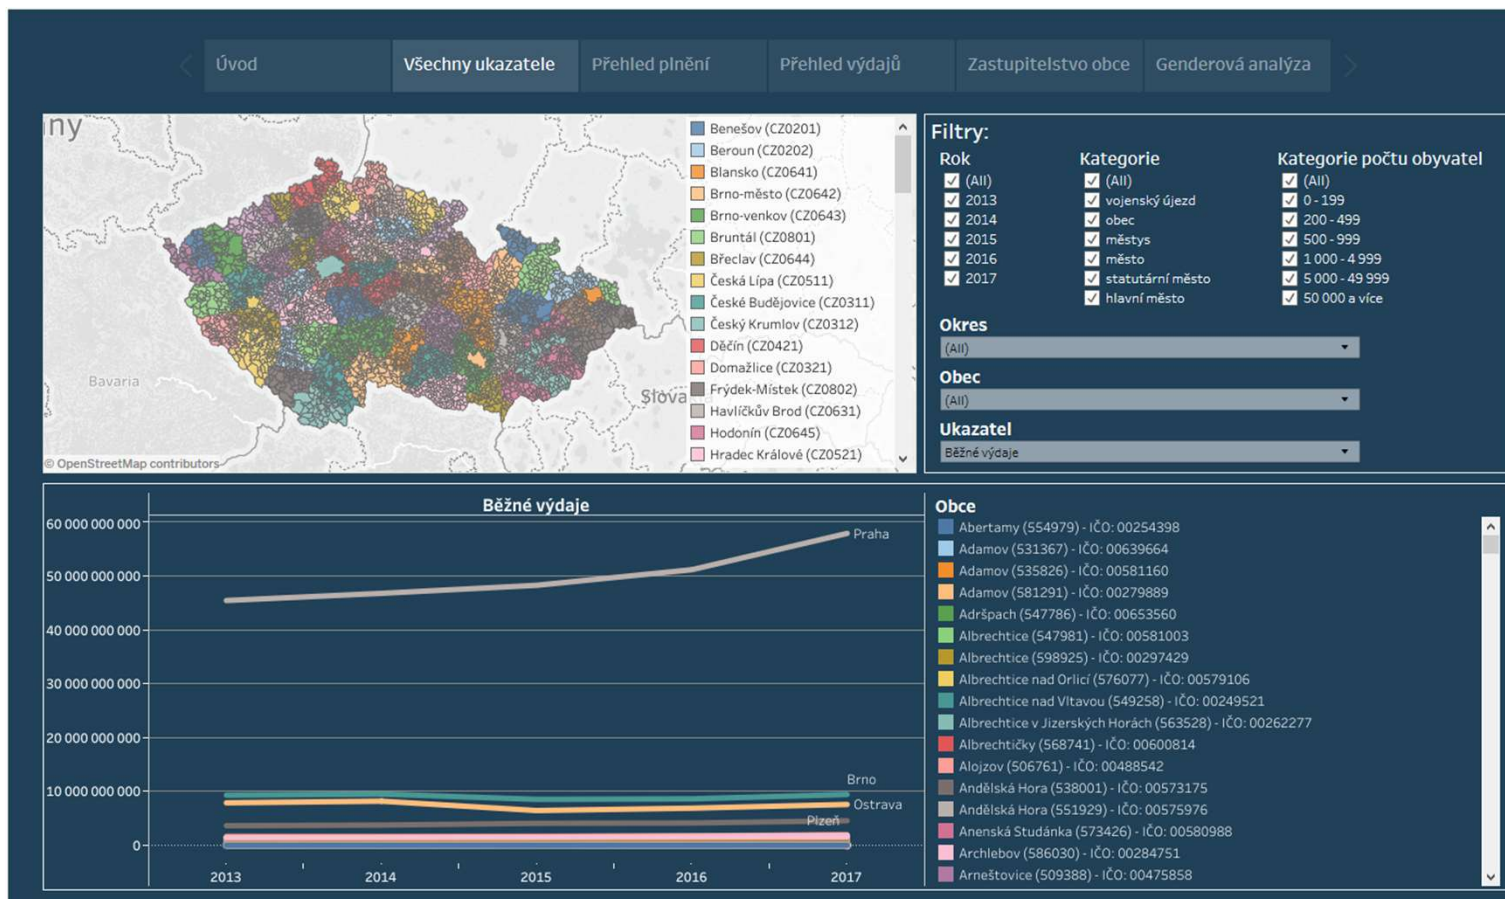 Úvod
Všechny ukazatele
Přehled plnění
Přehled výdajů
Zastupitelstvo obce
Genderová analýza
ny
Bavaria
Slova
© OpenStreetMap contributors
Benešov (CZ0201)
Beroun (CZ0202)
Blansko (CZ0641)
Brno-město (CZ0642)
Brno-venkov (CZ0643)
Bruntál (CZ0801)
Břeclav (CZ0644)
Česká Lípa (CZ0511)
České Budějovice (CZ0311)
Český Krumlov (CZ0312)
Děčín (CZ0421)
Domažlice (CZ0321)
Frýdek-Místek (CZ0802)
Havlíčkův Brod (CZ0631)
Hodonín (CZ0645)
Hradec Králové (CZ0521)
Filtry:
Rok
(All)
2013
2014
2015
2016
2017
Kategorie
(All)
vojenský újezd
obec
městys
město
statutární město
hlavní město
Kategorie počtu obyvatel
(All)
0 - 199
200 - 499
500 - 999
1 000 - 4 999
5 000 - 49 999
50 000 a více
Okres
(All)
Obec
(All)
Ukazatel
Běžné výdaje
Běžné výdaje
60 000 000 000
50 000 000 000
40 000 000 000
30 000 000 000
20 000 000 000
10 000 000 000
0
Praha
Brno
Ostrava
Plzeň
2013
2014
2015
2016
2017
Obce
Abertamy (554979) - IČO: 00254398
Adamov (531367) - IČO: 00639664
Adamov (535826) - IČO: 00581160
Adamov (581291) - IČO: 00279889
Adršpach (547786) - IČO: 00653560
Albrechtice (547981) - IČO: 00581003
Albrechtice (598925) - IČO: 00297429
Albrechtice nad Orlicí (576077) - IČO: 00579106
Albrechtice nad Vltavou (549258) - IČO: 00249521
Albrechtice v Jizerských Horách (563528) - IČO: 00262277
Albrechtičky (568741) - IČO: 00600814
Alojzov (506761) - IČO: 00488542
Andělská Hora (538001) - IČO: 00573175
Andělská Hora (551929) - IČO: 00575976
Anenská Studánka (573426) - IČO: 00580988
Archlebov (586030) - IČO: 00284751
Arneštovice (509388) - IČO: 00475858